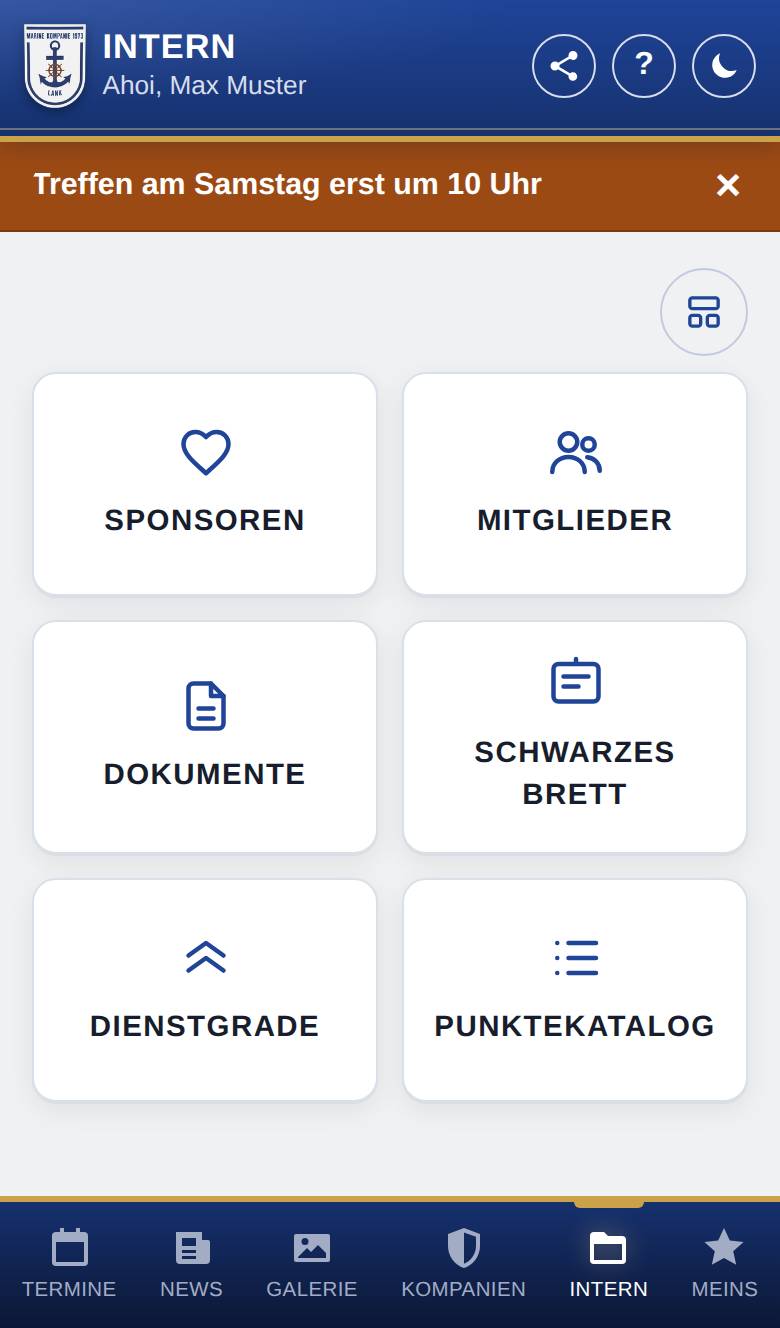 MARINE KOMPANIE 1973
LANK
INTERN
Ahoi, Max Muster
?
Treffen am Samstag erst um 10 Uhr
SPONSOREN
MITGLIEDER
DOKUMENTE
SCHWARZES
BRETT
DIENSTGRADE
PUNKTEKATALOG
TERMINE
NEWS
GALERIE
KOMPANIEN
INTERN
MEINS